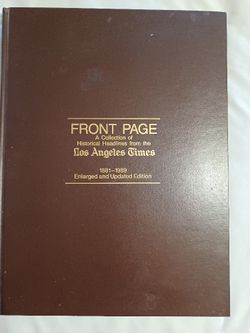 FRONT PAGE
A Collection of
Historical Headlines from the
Los Angeles Times
1881-1989
Enlarged and Updated Edition